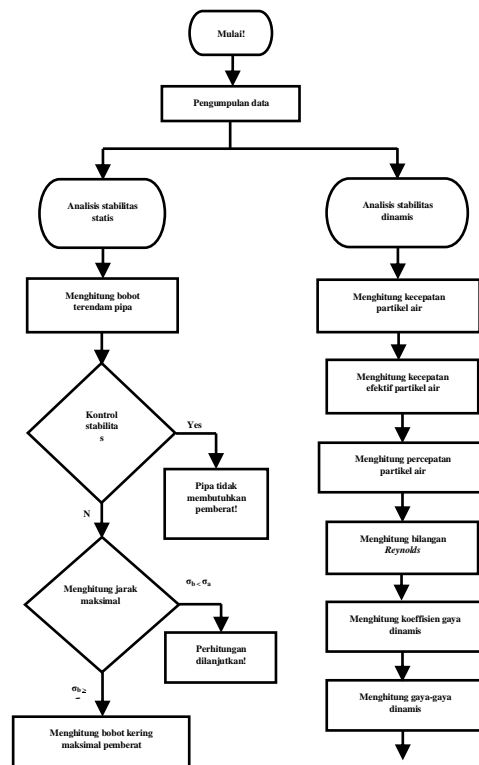 Mulai!
Pengumpulan data
Analisis stabilitas
statis
Menghitung bobot
terendam pipa
Kontrol
stabilita
s
Yes
Pipa tidak
membutuhkan
pemberat!
N
Menghitung jarak
maksimal
σb < σa
Perhitungan
dilanjutkan!
σb ≥
Menghitung bobot kering
maksimal pemberat
Analisis stabilitas
dinamis
Menghitung kecepatan
partikel air
Menghitung kecepatan
efektif partikel air
Menghitung percepatan
partikel air
Menghitung bilangan
Reynolds
Menghitung koeffisien gaya
dinamis
Menghitung gaya-gaya
dinamis